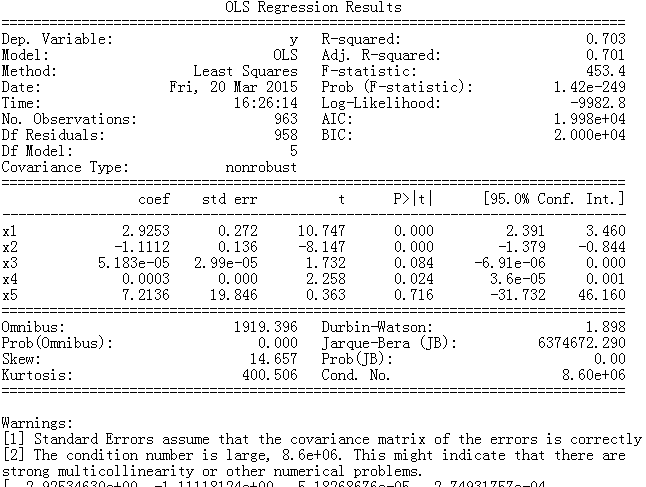 OLS Regression Results
==============================================================================
Dep. Variable: y R-squared: 0.703
Model: OLS Adj. R-squared: 0.701
Method: Least Squares F-statistic: 453.4
Date: Fri, 20 Mar 2015 Prob (F-statistic): 1.42e-249
Time: 16:26:14 Log-Likelihood: -9982.8
No. Observations: 963 AIC: 1.998e+04
Df Residuals: 958 BIC: 2.000e+04
Df Model: 5
Covariance Type: nonrobust
==============================================================================
coef std err t P>|t| [95.0% Conf. Int.]
------------------------------------------------------------------------------
x1 2.9253 0.272 10.747 0.000 2.391 3.460
x2 -1.1112 0.136 -8.147 0.000 -1.379 -0.844
x3 5.183e-05 2.99e-05 1.732 0.084 -6.91e-06 0.000
x4 0.0003 0.000 2.258 0.024 3.6e-05 0.001
x5 7.2136 19.846 0.363 0.716 -31.732 46.160
==============================================================================
Omnibus: 1919.396 Durbin-Watson: 1.898
Prob(Omnibus): 0.000 Jarque-Bera (JB): 6374672.290
Skew: 14.657 Prob(JB): 0.00
Kurtosis: 400.506 Cond. No. 8.60e+06
==============================================================================
Warnings:
[1] Standard Errors assume that the covariance matrix of the errors is correctly
[2] The condition number is large, 8.6e+06. This might indicate that there are
strong multicollinearity or other numerical problems.
[ 2.92534630e+00 -1.11118124e+00 5.18268676e-05 2.74931757e-04